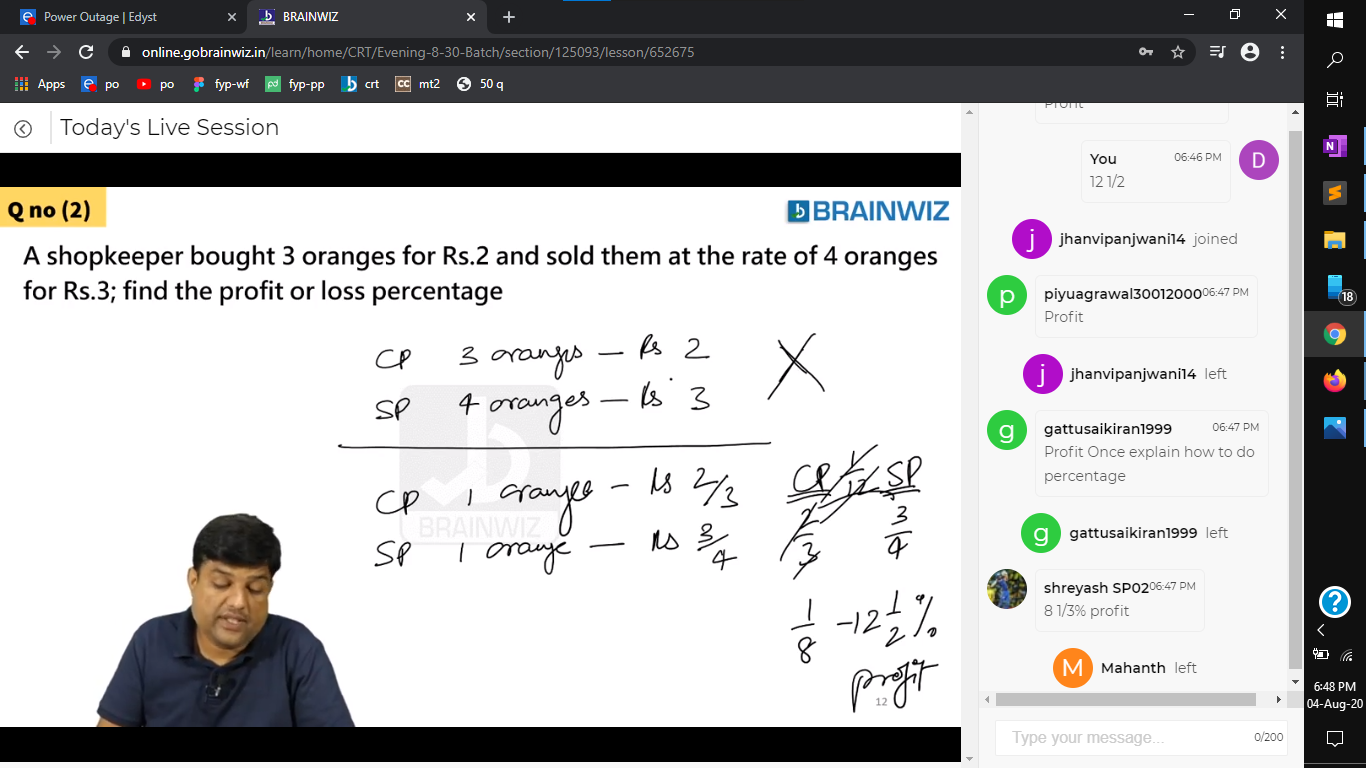 Power Outage | Edyst
BRAINWIZ
online.gobrainwiz.in/learn/home/CRT/Evening-8-30-Batch/section/125093/lesson/652675
Apps po po fyp-wf fyp-pp crt mt2 50 q
Today's Live Session
Q no (2)
BRAINWIZ
A shopkeeper bought 3 oranges for Rs.2 and sold them at the rate of 4 oranges
for Rs.3; find the profit or loss percentage
CP 3 oranges — Rs 2
SP 4 oranges — Rs 3
CP 1 orange — Rs 2/3
SP 1 orange — Rs 3/4
BRAINWIZ
CP 1/12 SP
2/3 3/4
1/8 - 12 1/2 %
profit
12
Profit
You 06:46 PM
D
12 1/2
j
jhanvipanjwani14 joined
p
piyuagrawal30012000 06:47 PM
Profit
j
jhanvipanjwani14 left
g
gattusaikiran1999 06:47 PM
Profit Once explain how to do
percentage
g
gattusaikiran1999 left
shreyash SP02 06:47 PM
8 1/3% profit
M
Mahanth left
Type your message... 0/200
N
18
?
6:48 PM
04-Aug-20